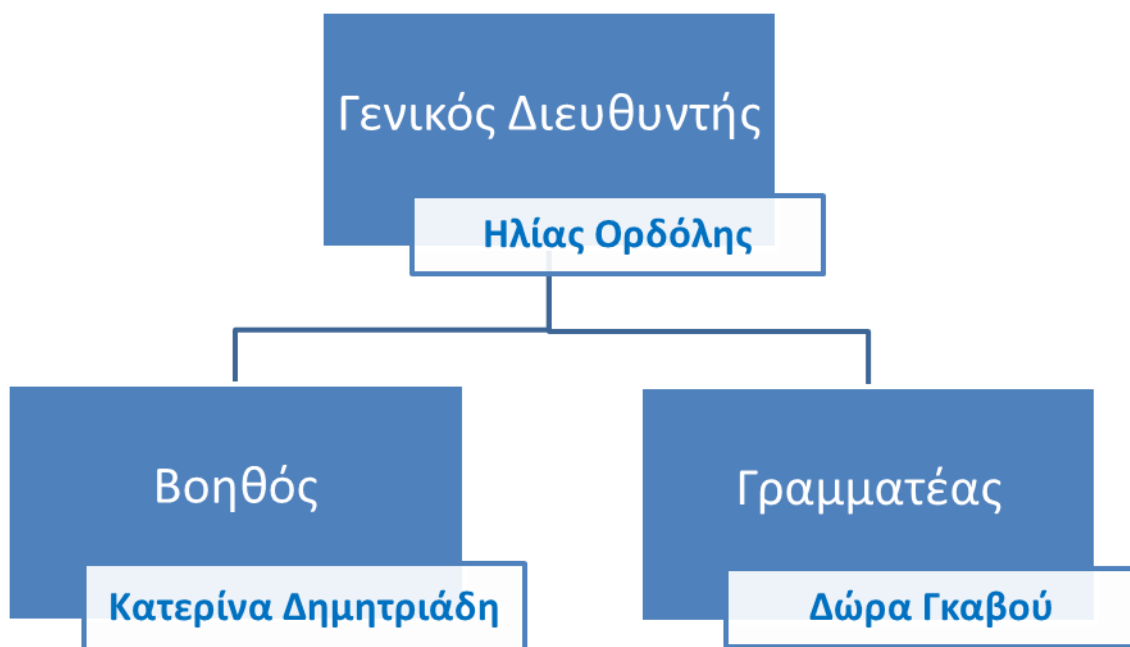 Γενικός Διευθυντής
Ηλίας Ορδόλης
Βοηθός
Κατερίνα Δημητριάδη
Γραμματέας
Δώρα Γκαβού